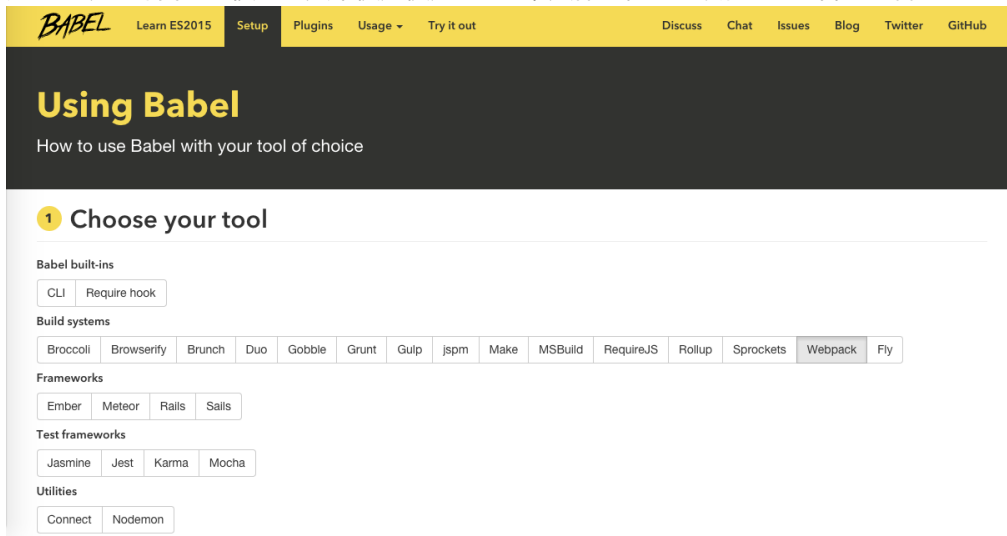 BABEL Learn ES2015 Setup Plugins Usage Try it out Discuss Chat Issues Blog Twitter GitHub
Using Babel
How to use Babel with your tool of choice
1 Choose your tool
Babel built-ins
CLI Require hook
Build systems
Broccoli Browserify Brunch Duo Gobble Grunt Gulp jspm Make MSBuild RequireJS Rollup Sprockets Webpack Fly
Frameworks
Ember Meteor Rails Sails
Test frameworks
Jasmine Jest Karma Mocha
Utilities
Connect Nodemon